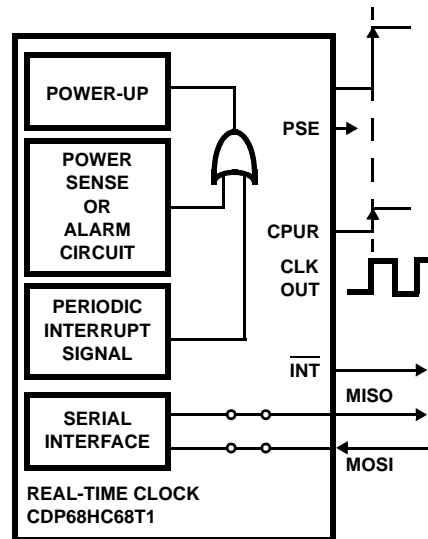 POWER-UP
POWER
SENSE
OR
ALARM
CIRCUIT
PERIODIC
INTERRUPT
SIGNAL
SERIAL
INTERFACE
REAL-TIME CLOCK
CDP68HC68T1
PSE
CPUR
CLK
OUT
INT
MISO
MOSI